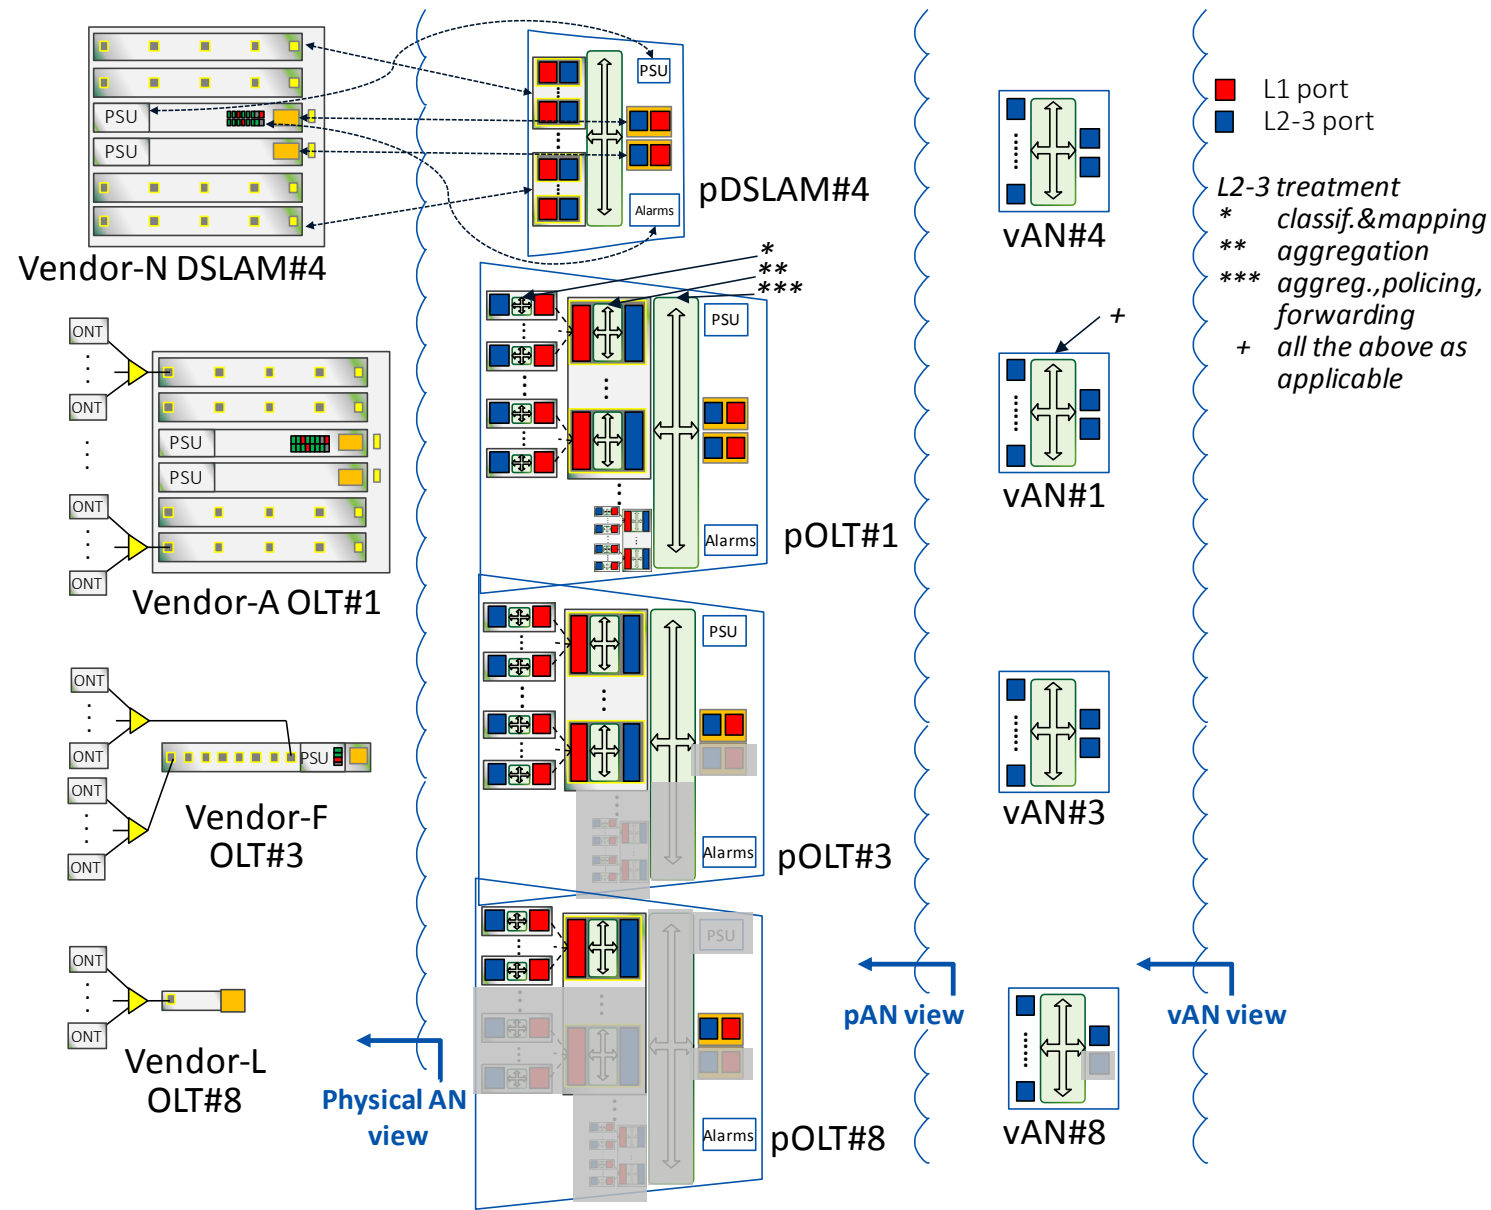 PSU
PSU
Vendor-N DSLAM#4
PSU
Alarms
pDSLAM#4
vAN#4
L1 port
L2-3 port
L2-3 treatment
* classif.&mapping
** aggregation
*** aggreg.,policing,
forwarding
+ all the above as
applicable
ONT
ONT
ONT
ONT
PSU
PSU
Vendor-A OLT#1
*
**
***
PSU
Alarms
pOLT#1
+
vAN#1
ONT
ONT
ONT
ONT
PSU
Vendor-F
OLT#3
PSU
Alarms
pOLT#3
vAN#3
ONT
ONT
Vendor-L
OLT#8
Physical AN
view
PSU
Alarms
pOLT#8
pAN view
vAN#8
vAN view